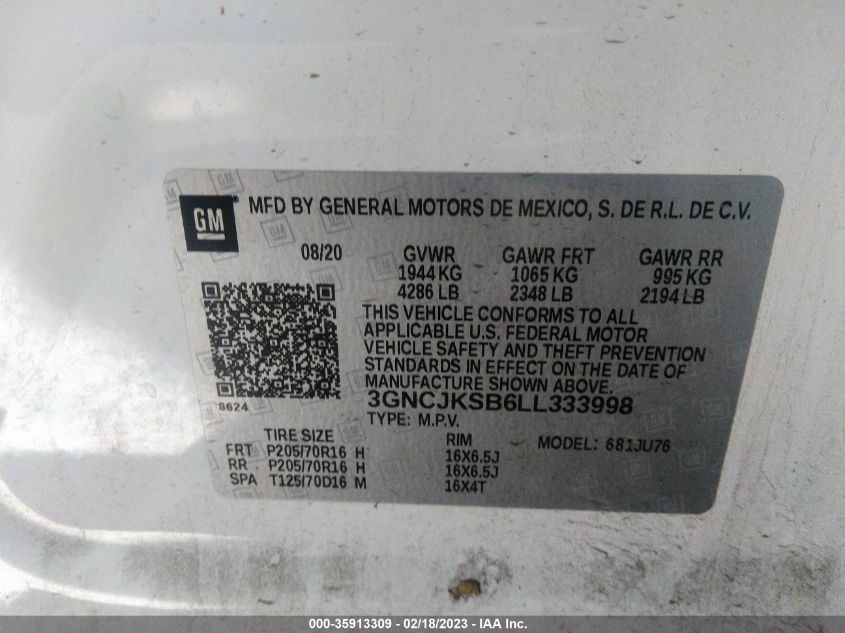 GM MFD BY GENERAL MOTORS DE MEXICO, S. DE R.L. DE C.V.
08/20 GVWR GAWR FRT GAWR RR
1944 KG 1065 KG 995 KG
4286 LB 2348 LB 2194 LB
THIS VEHICLE CONFORMS TO ALL
APPLICABLE U.S. FEDERAL MOTOR
VEHICLE SAFETY AND THEFT PREVENTION
STANDARDS IN EFFECT ON THE DATE OF
MANUFACTURE SHOWN ABOVE.
8624 3GNCJKSB6LL333998
TYPE: M.P.V.
TIRE SIZE RIM MODEL: 681JU76
FRT P205/70R16 H 16X6.5J
RR P205/70R16 H 16X6.5J
SPA T125/70D16 M 16X4T
000-35913309 - 02/18/2023 - IAA Inc.